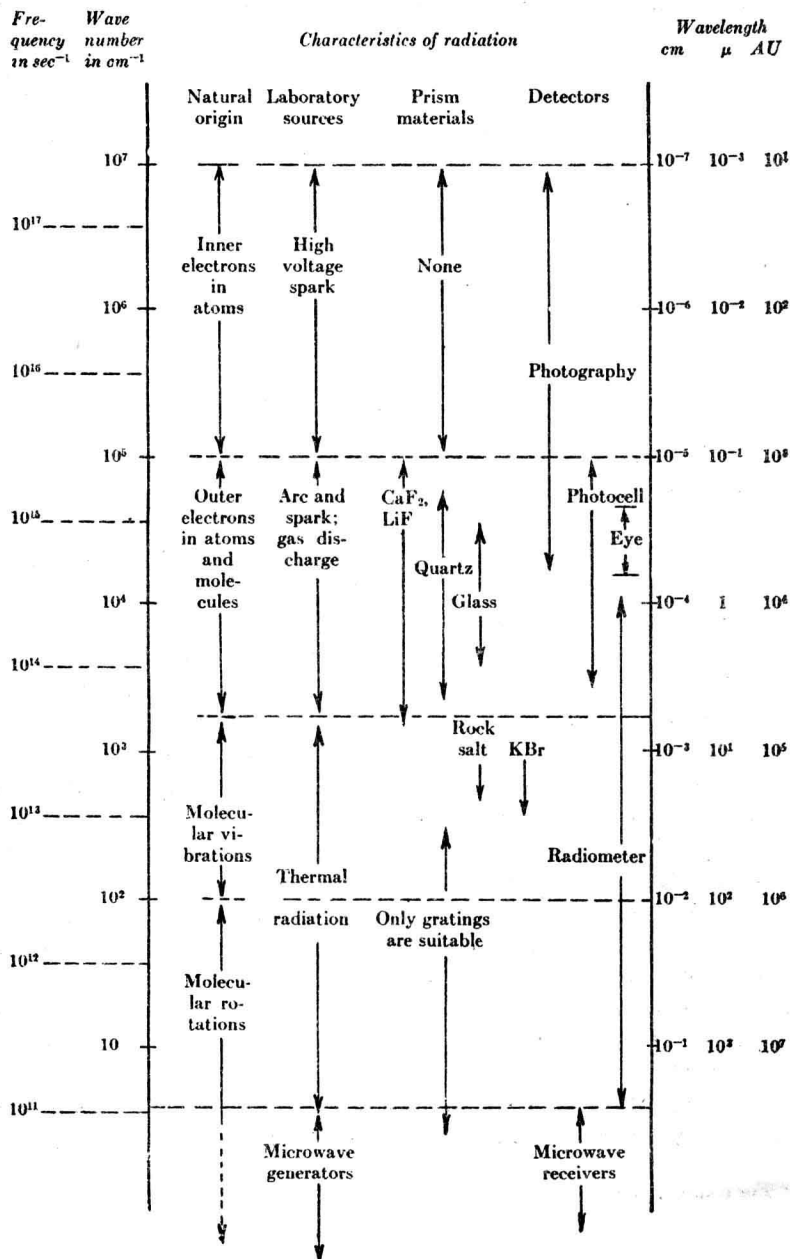 Fre- Wave Wavelength
quency number Characteristics of radiation
in sec⁻¹ in cm⁻¹ cm μ AU
Natural Laboratory Prism Detectors
origin sources materials
10⁷ 10⁻⁷ 10⁻³ 10¹
10¹⁷
Inner High
electrons voltage None
in spark
atoms
10⁶ 10⁻⁶ 10⁻² 10²
10¹⁶ Photography
10⁵ 10⁻⁵ 10⁻¹ 10³
Outer Arc and CaF₂, Photocell
electrons spark; LiF
10¹⁵
in atoms gas dis- Eye
and charge
mole- Quartz
cules Glass
10⁴ 10⁻⁴ 1 10⁴
10¹⁴
Rock
salt KBr
10³ 10⁻³ 10¹ 10⁵
10¹³
Molecu-
lar vi-
brations Radiometer
Thermal
10² 10⁻² 10² 10⁶
radiation Only gratings
are suitable
10¹²
Molecu-
lar ro-
tations
10 10⁻¹ 10³ 10⁷
10¹¹
Microwave Microwave
generators receivers